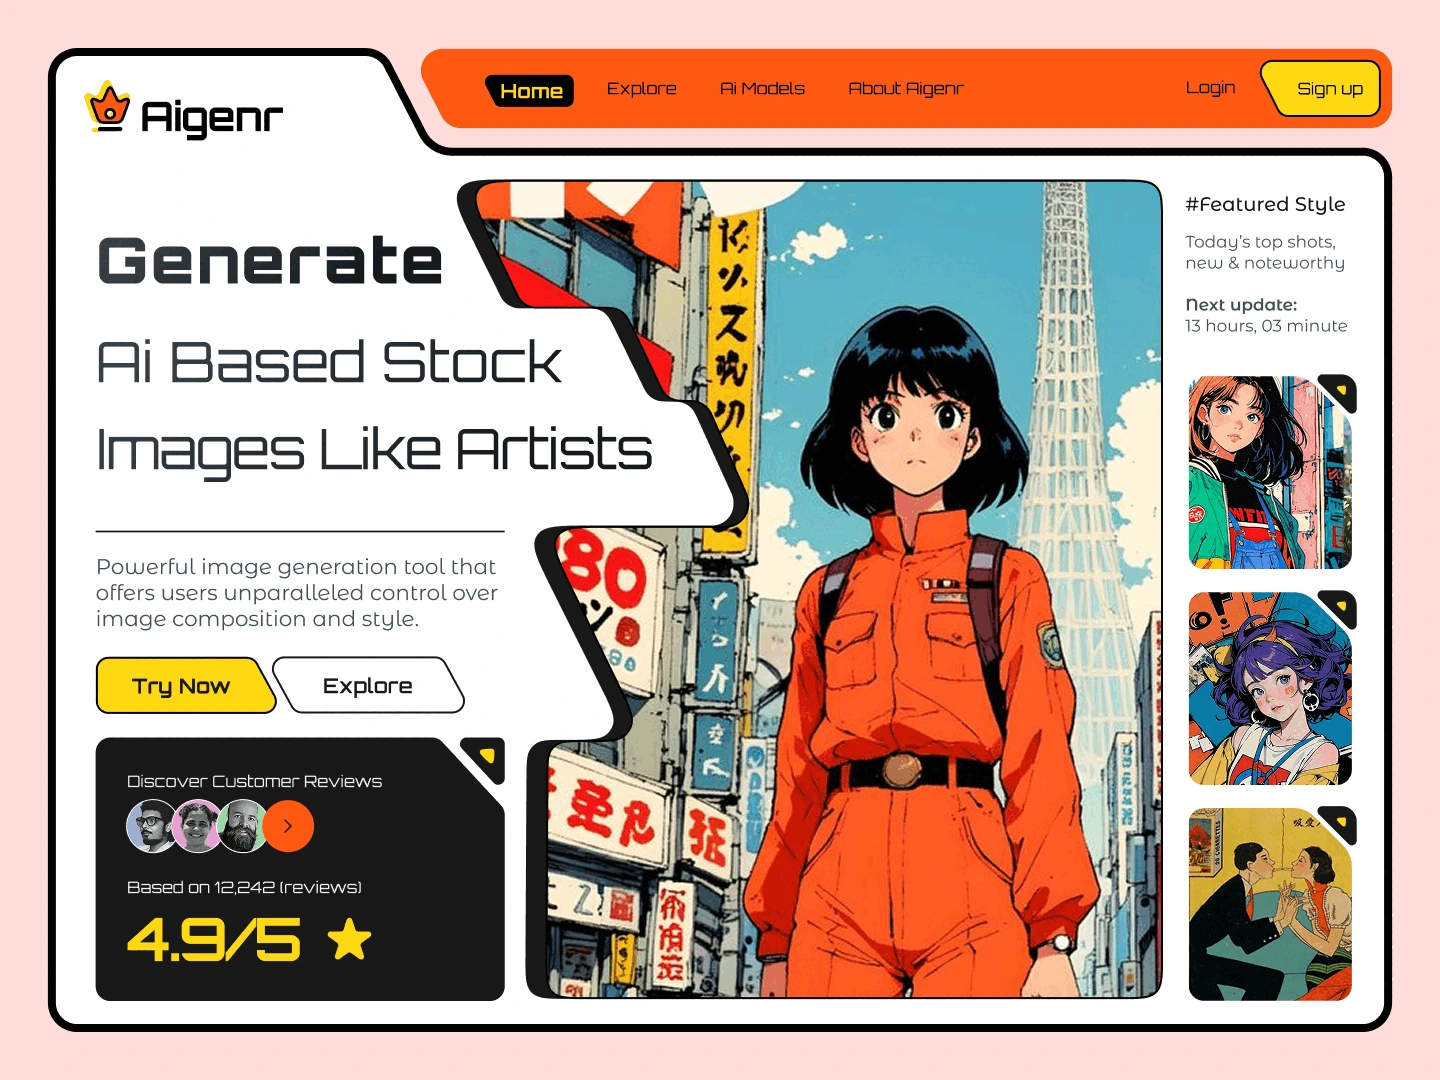 Aigenr
Home
Explore
Ai Models
About Aigenr
Login
Sign up
Generate
Ai Based Stock
Images Like Artists
Powerful image generation tool that
offers users unparalleled control over
image composition and style.
Try Now
Explore
Discover Customer Reviews
Based on 12,242 (reviews)
4.9/5
80
#Featured Style
Today's top shots,
new & noteworthy
Next update:
13 hours, 03 minute